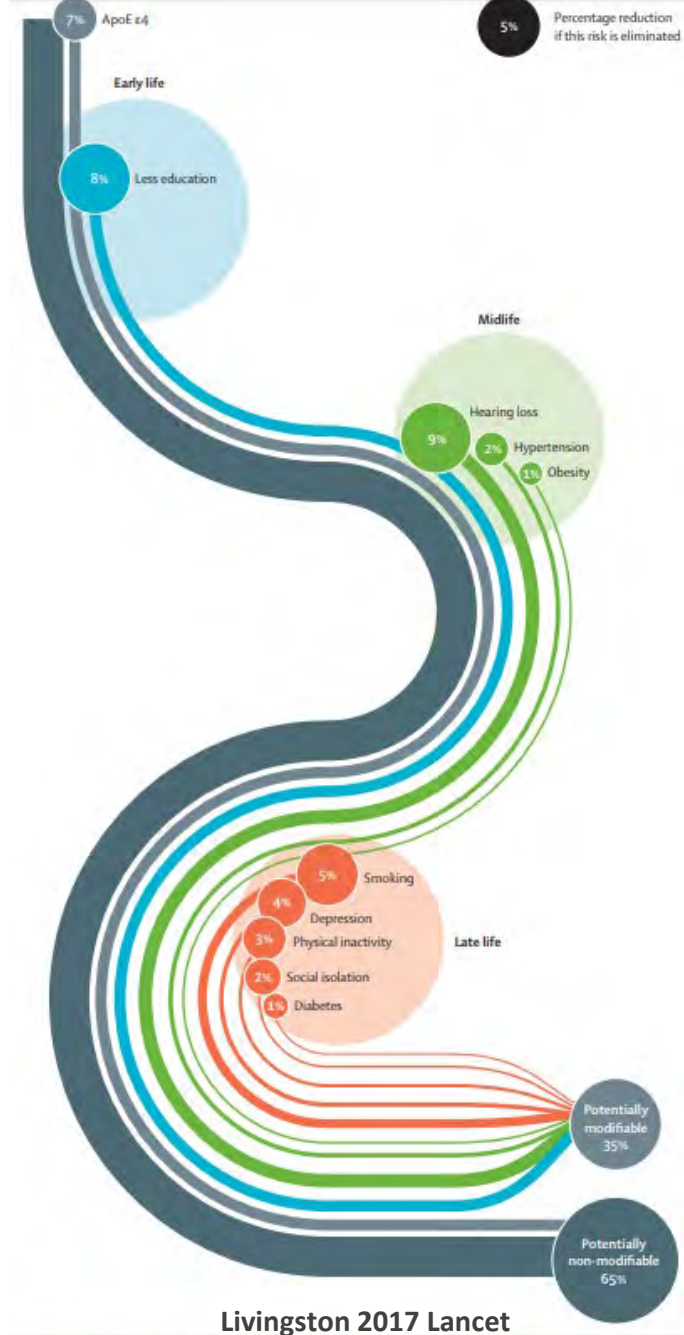 7% ApoE ε4
5% Percentage reduction
if this risk is eliminated
Early life
8% Less education
Midlife
Hearing loss
9%
2% Hypertension
1% Obesity
5% Smoking
4%
Depression
3% Physical inactivity
Late life
2% Social isolation
1% Diabetes
Potentially
modifiable
35%
Potentially
non-modifiable
65%
Livingston 2017 Lancet